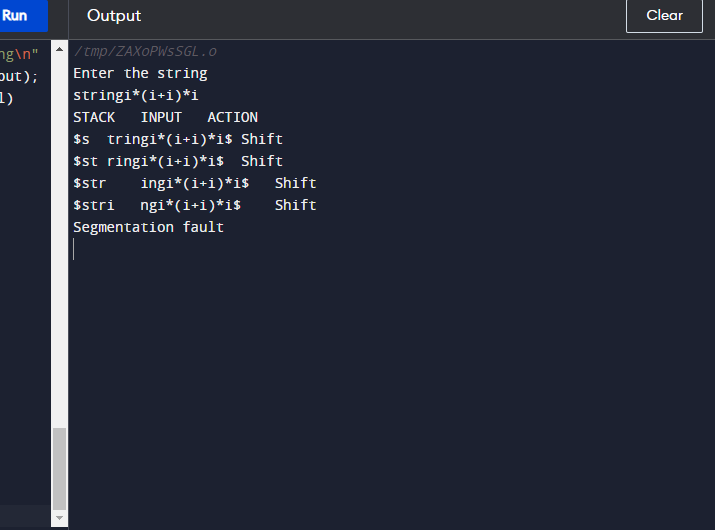 Run
Output
Clear
ng\n"
put);
l)
/tmp/ZAXoPWsSGL.o
Enter the string
stringi*(i+i)*i
STACK INPUT ACTION
$s tringi*(i+i)*i$ Shift
$st ringi*(i+i)*i$ Shift
$str ingi*(i+i)*i$ Shift
$stri ngi*(i+i)*i$ Shift
Segmentation fault